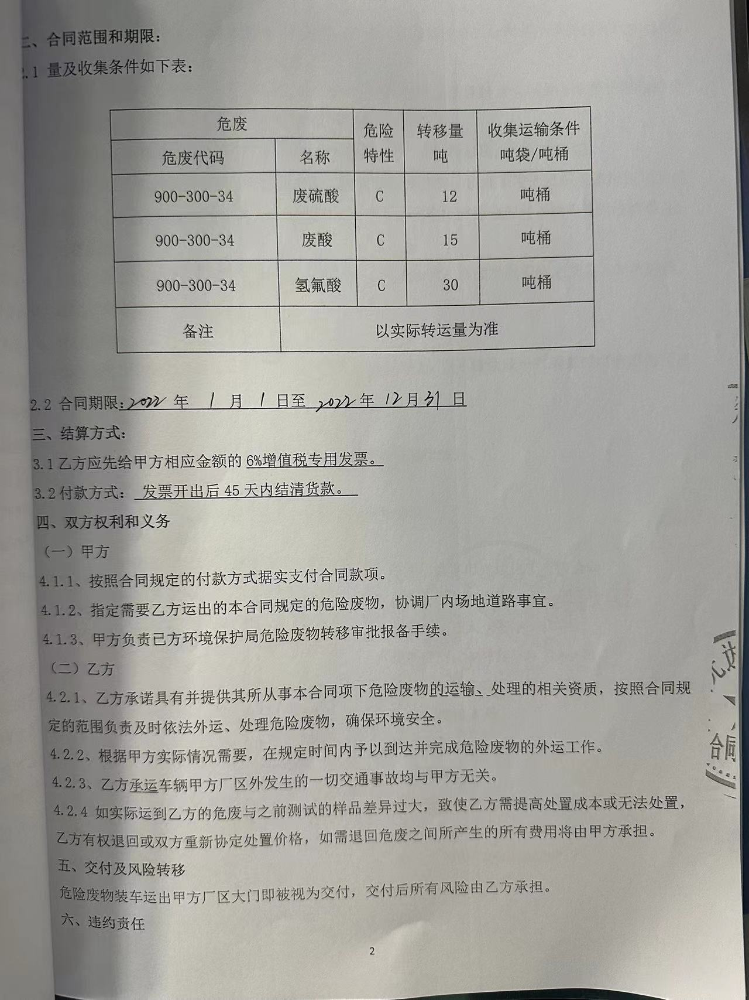 二、合同范围和期限：
2.1 量及收集条件如下表：
危废 危险特性 转移量吨 收集运输条件吨袋/吨桶
危废代码 名称
900-300-34 废硫酸 C 12 吨桶
900-300-34 废酸 C 15 吨桶
900-300-34 氢氟酸 C 30 吨桶
备注 以实际转运量为准
2.2 合同期限：2022 年 1 月 1 日至 2022 年 12 月 31 日
三、结算方式：
3.1 乙方应先给甲方相应金额的 6%增值税专用发票。
3.2 付款方式： 发票开出后 45 天内结清货款。
四、双方权利和义务
（一）甲方
4.1.1、按照合同规定的付款方式据实支付合同款项。
4.1.2、指定需要乙方运出的本合同规定的危险废物，协调厂内场地道路事宜。
4.1.3、甲方负责已方环境保护局危险废物转移审批报备手续。
（二）乙方
4.2.1、乙方承诺具有并提供其所从事本合同项下危险废物的运输、处理的相关资质，按照合同规
定的范围负责及时依法外运、处理危险废物，确保环境安全。
4.2.2、根据甲方实际情况需要，在规定时间内予以到达并完成危险废物的外运工作。
4.2.3、乙方承运车辆甲方厂区外发生的一切交通事故均与甲方无关。
4.2.4 如实际运到乙方的危废与之前测试的样品差异过大，致使乙方需提高处置成本或无法处置，
乙方有权退回或双方重新协定处置价格，如需退回危废之间所产生的所有费用将由甲方承担。
五、交付及风险转移
危险废物装车运出甲方厂区大门即被视为交付，交付后所有风险由乙方承担。
六、违约责任
2
合同